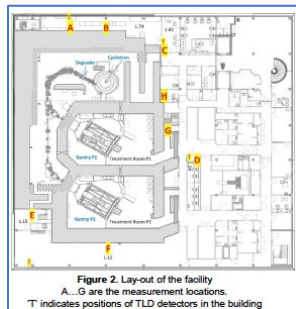 T
A
B
L.74
L.82
T
C
Degrader
Cyclotron
H
G
Gantry P1
Treatment Room P1
T D
E
L.15
Gantry P2
Treatment Room P2
F
L.12
T
Figure 2. Lay-out of the facility
A...G are the measurement locations.
'T' indicates positions of TLD detectors in the building